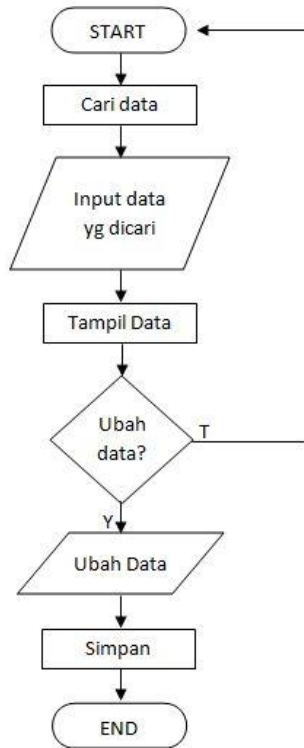 START
Cari data
Input data
yg dicari
Tampil Data
Ubah
data?
T
Y
Ubah Data
Simpan
END